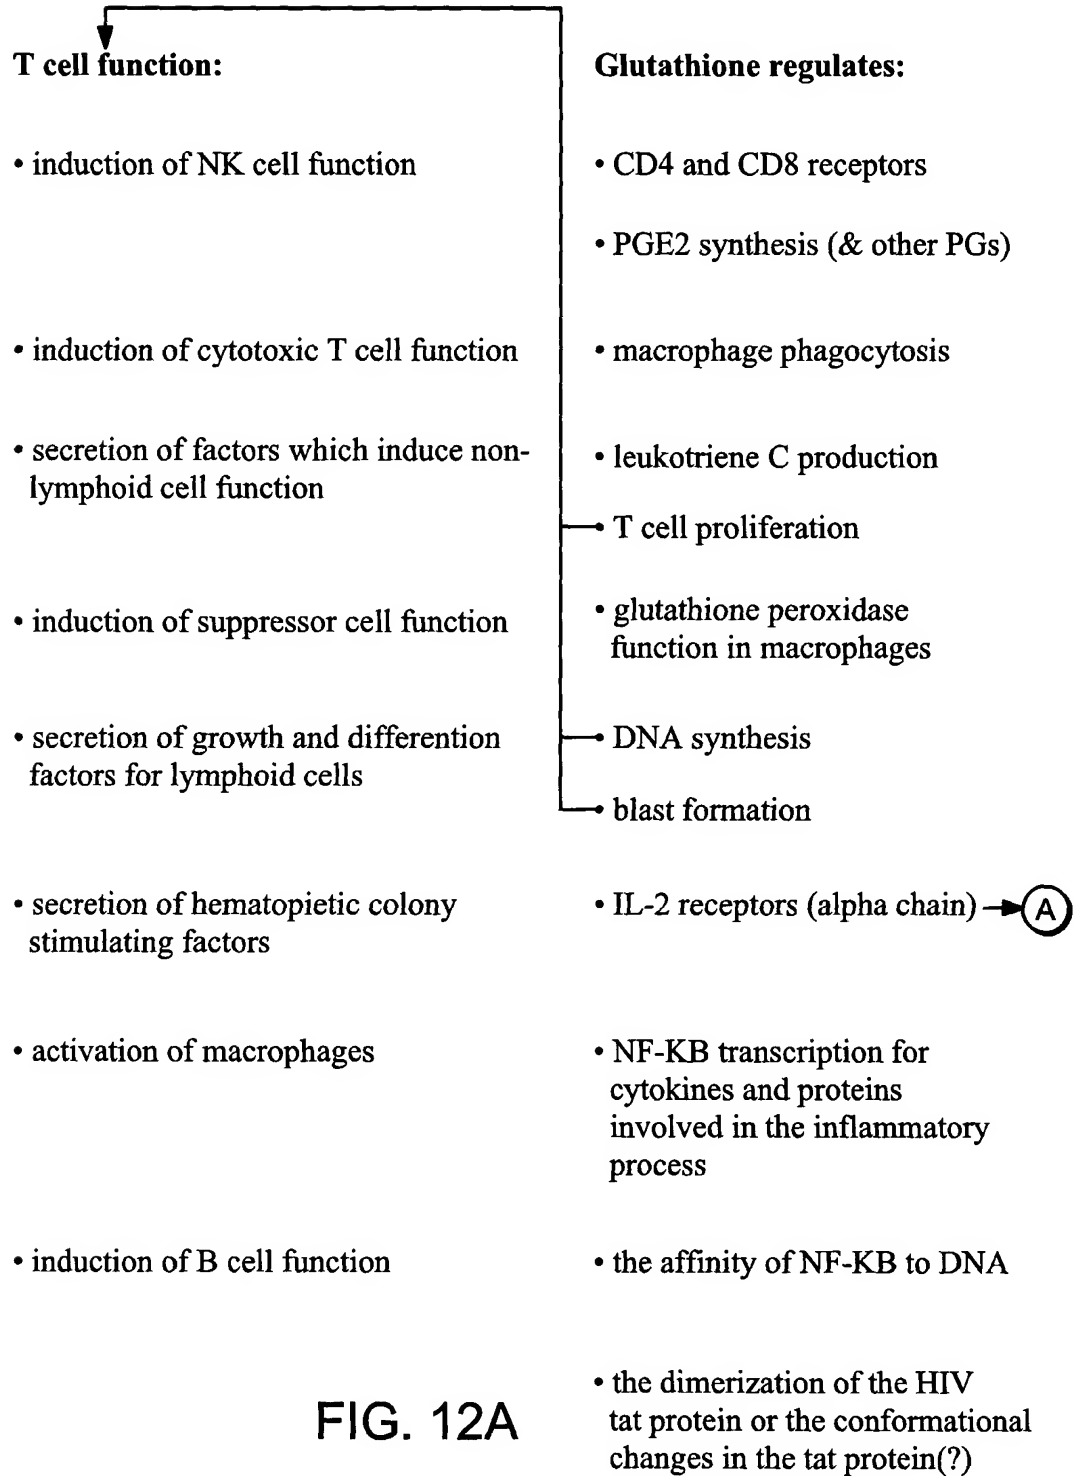 T cell function:
• induction of NK cell function
• induction of cytotoxic T cell function
• secretion of factors which induce non-
lymphoid cell function
• induction of suppressor cell function
• secretion of growth and differention
factors for lymphoid cells
• secretion of hematopietic colony
stimulating factors
• activation of macrophages
• induction of B cell function
Glutathione regulates:
• CD4 and CD8 receptors
• PGE2 synthesis (& other PGs)
• macrophage phagocytosis
• leukotriene C production
• T cell proliferation
• glutathione peroxidase
function in macrophages
• DNA synthesis
• blast formation
• IL-2 receptors (alpha chain) A
• NF-KB transcription for
cytokines and proteins
involved in the inflammatory
process
• the affinity of NF-KB to DNA
• the dimerization of the HIV
tat protein or the conformational
changes in the tat protein(?)
FIG. 12A